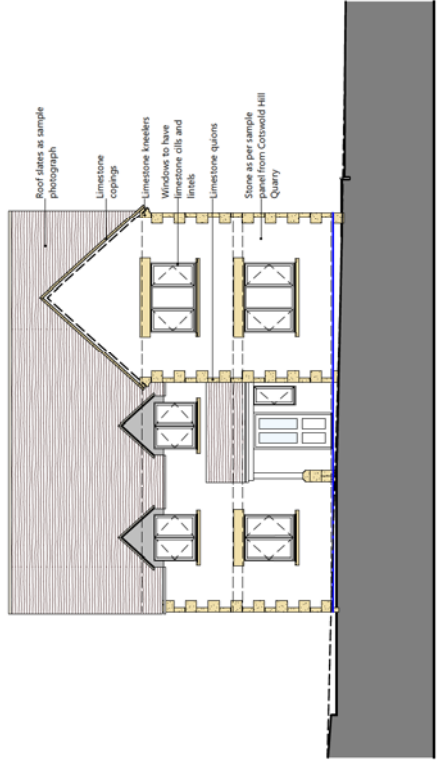 Roof slates as sample
photograph
Limestone
copings
Limestone kneelers
Windows to have
limestone cills and
lintels
Limestone quions
Stone as per sample
panel from Cotswold Hill
Quarry